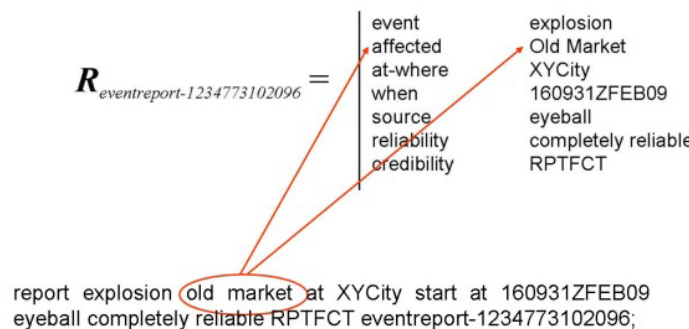 event explosion
affected Old Market
R eventreport-1234773102096 = at-where XYCity
when 160931ZFEB09
source eyeball
reliability completely reliable
credibility RPTFCT
report explosion old market at XYCity start at 160931ZFEB09
eyeball completely reliable RPTFCT eventreport-1234773102096;